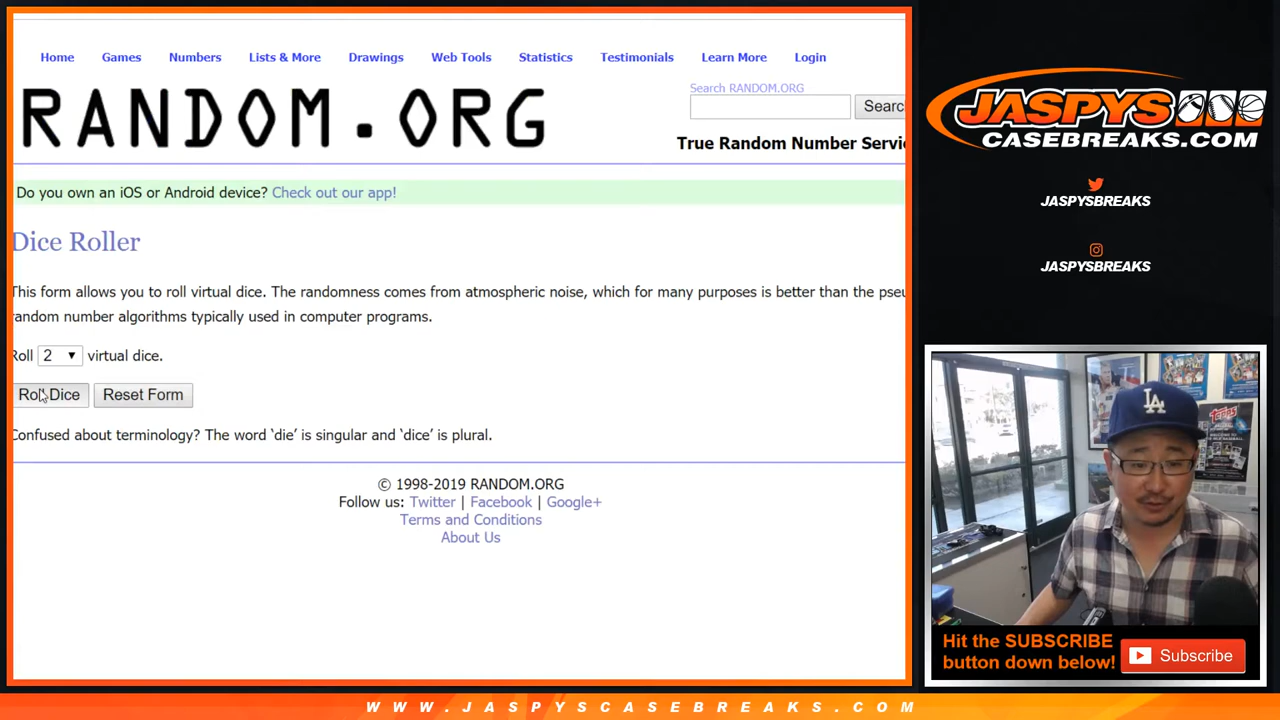 Home Games Numbers Lists & More Drawings Web Tools Statistics Testimonials Learn More Login
RANDOM.ORG
Search RANDOM.ORG
Searc
True Random Number Servi
Do you own an iOS or Android device? Check out our app!
Dice Roller
This form allows you to roll virtual dice. The randomness comes from atmospheric noise, which for many purposes is better than the pseu
random number algorithms typically used in computer programs.
Roll 2 virtual dice.
Roll Dice Reset Form
Confused about terminology? The word ‘die’ is singular and ‘dice’ is plural.
© 1998-2019 RANDOM.ORG
Follow us: Twitter | Facebook | Google+
Terms and Conditions
About Us
JASPYS
CASEBREAKS.COM
JASPYSBREAKS
JASPYSBREAKS
LA
TOPPS
Hit the SUBSCRIBE
button down below!
Subscribe
WWW.JASPYSCASEBREAKS.COM